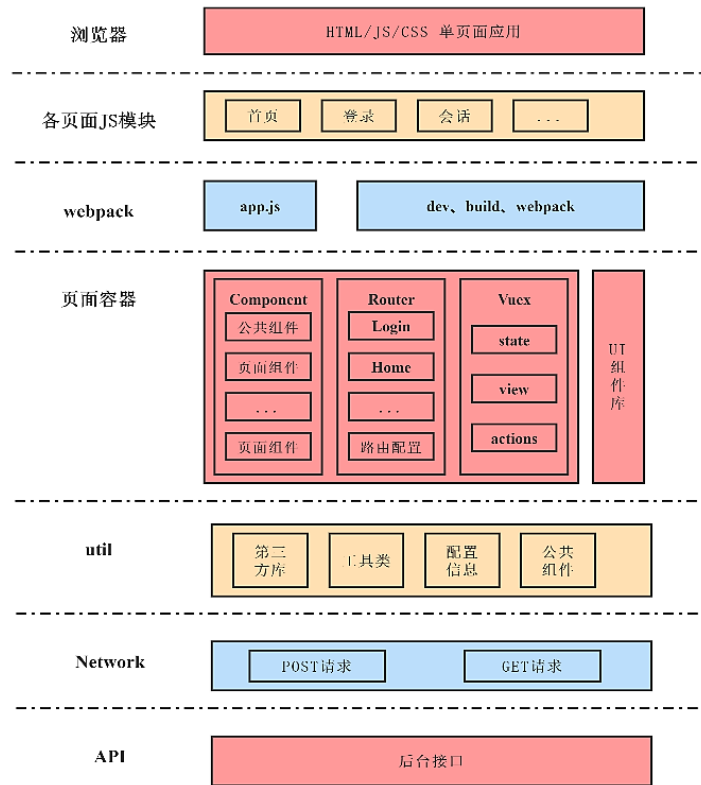 浏览器
HTML/JS/CSS 单页面应用
各页面JS模块
首页
登录
会话
...
webpack
app.js
dev、build、webpack
页面容器
Component
公共组件
页面组件
...
页面组件
Router
Login
Home
...
路由配置
Vuex
state
view
actions
UI
组
件
库
util
第三
方库
工具类
配置
信息
公共
组件
Network
POST请求
GET请求
API
后台接口